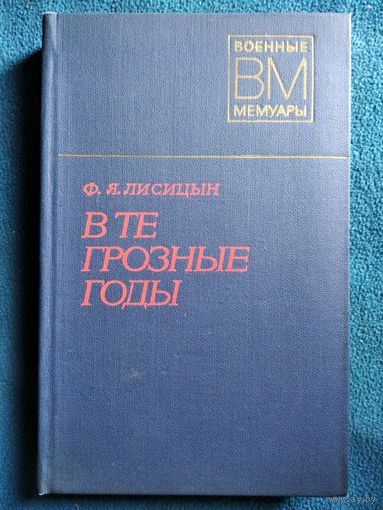 ВОЕННЫЕ
ВМ
МЕМУАРЫ
Ф. Я. ЛИСИЦЫН
В ТЕ
ГРОЗНЫЕ
ГОДЫ